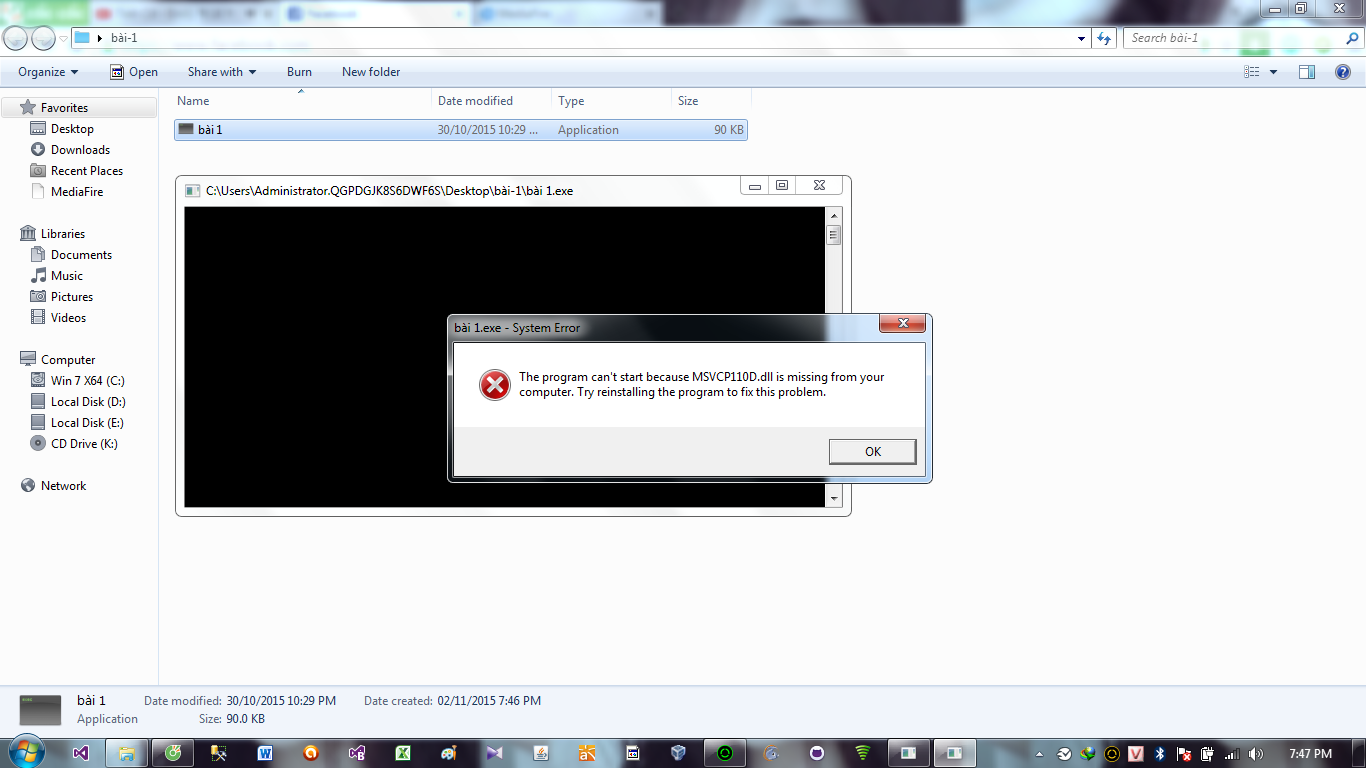 bài-1
Search bài-1
Organize
Open
Share with
Burn
New folder
Name
Date modified
Type
Size
Favorites
Desktop
Downloads
Recent Places
MediaFire
Libraries
Documents
Music
Pictures
Videos
Computer
Win 7 X64 (C:)
Local Disk (D:)
Local Disk (E:)
CD Drive (K:)
Network
bài 1
30/10/2015 10:29 ...
Application
90 KB
C:\Users\Administrator.QGPDGJK8S6DWF6S\Desktop\bài-1\bài 1.exe
bài 1.exe - System Error
The program can't start because MSVCP110D.dll is missing from your
computer. Try reinstalling the program to fix this problem.
OK
bài 1
Date modified: 30/10/2015 10:29 PM
Date created: 02/11/2015 7:46 PM
Application
Size: 90.0 KB
7:47 PM